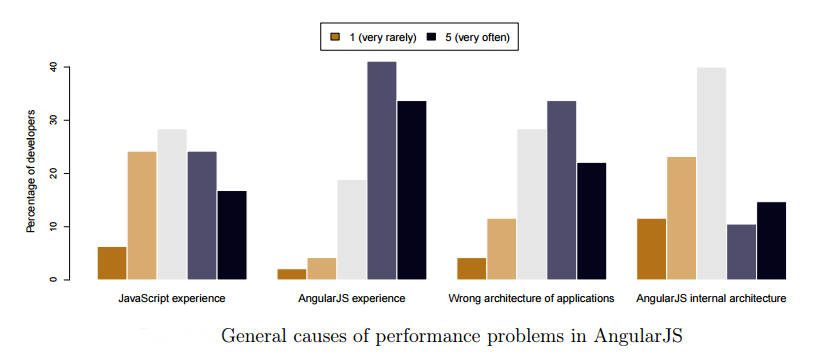 1 (very rarely) 5 (very often)
Percentage of developers
40
30
20
10
0
JavaScript experience AngularJS experience Wrong architecture of applications AngularJS internal architecture
General causes of performance problems in AngularJS